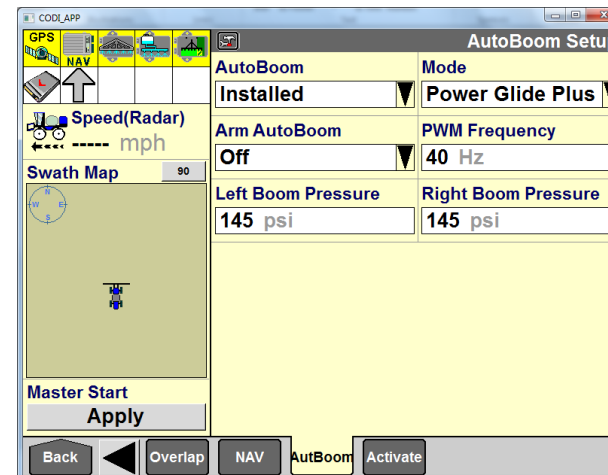 CODI_APP
GPS
NAV
AutoBoom Setu
AutoBoom
Installed
Mode
Power Glide Plus
Speed(Radar)
----- mph
Arm AutoBoom
Off
PWM Frequency
40 Hz
Swath Map
90
Left Boom Pressure
145 psi
Right Boom Pressure
145 psi
N
W E
S
Master Start
Apply
Back
Overlap
NAV
AutBoom
Activate